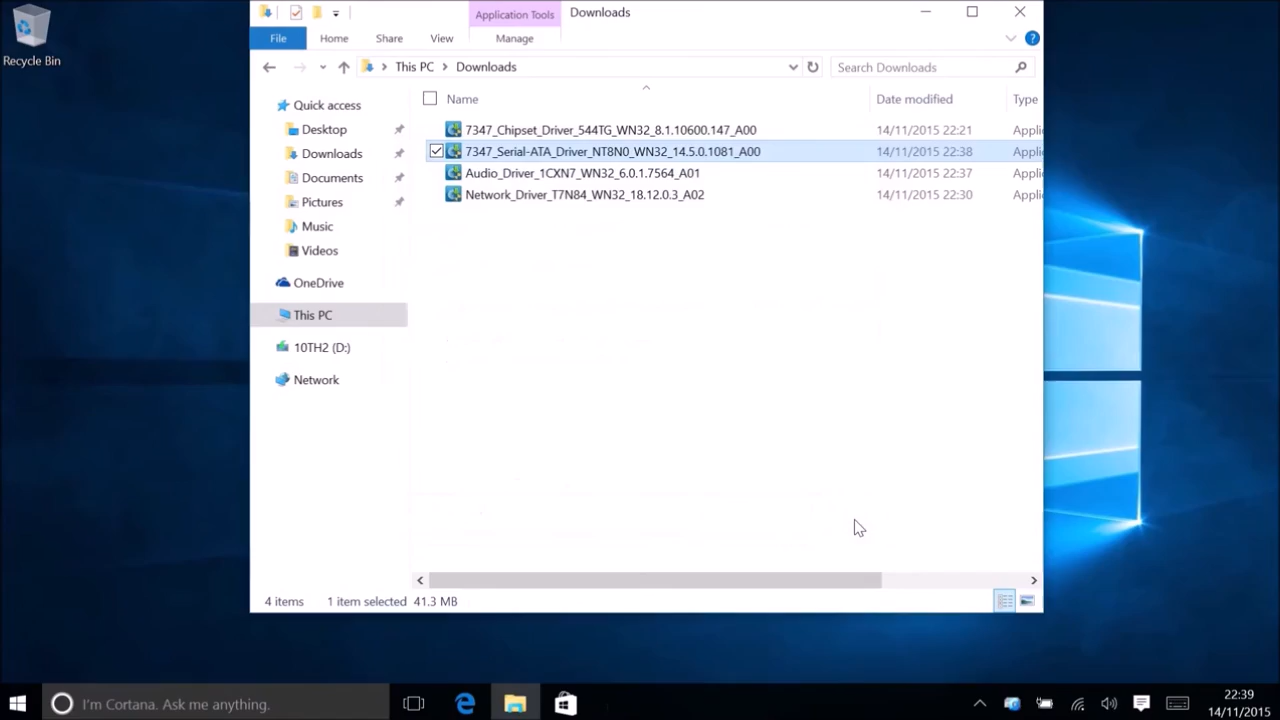 Recycle Bin
Application Tools
Downloads
File
Home
Share
View
Manage
This PC
Downloads
Search Downloads
Quick access
Desktop
Downloads
Documents
Pictures
Music
Videos
OneDrive
This PC
10TH2 (D:)
Network
Name
Date modified
Type
7347_Chipset_Driver_544TG_WN32_8.1.10600.147_A00
14/11/2015 22:21
Appli
7347_Serial-ATA_Driver_NT8N0_WN32_14.5.0.1081_A00
14/11/2015 22:38
Appli
Audio_Driver_1CXN7_WN32_6.0.1.7564_A01
14/11/2015 22:37
Appli
Network_Driver_T7N84_WN32_18.12.0.3_A02
14/11/2015 22:30
Appli
4 items
1 item selected 41.3 MB
I'm Cortana. Ask me anything.
22:39
14/11/2015